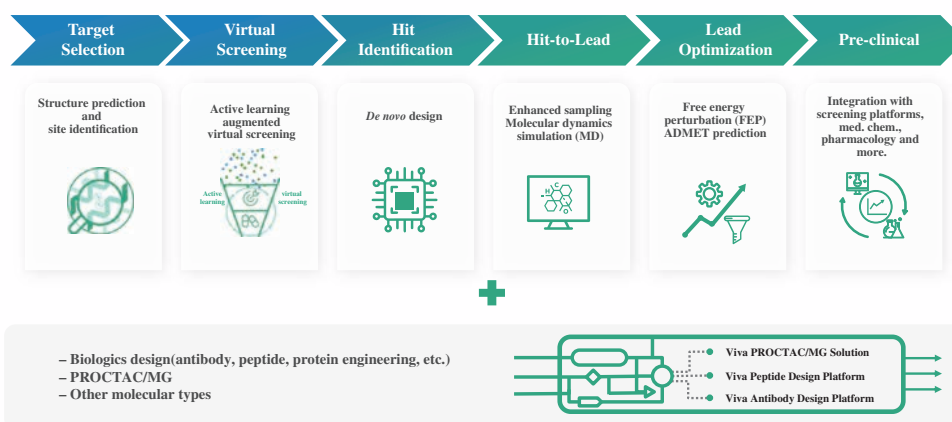 Target
Selection
Virtual
Screening
Hit
Identification
Hit-to-Lead
Lead
Optimization
Pre-clinical
Structure prediction
and
site identification
Active learning
augmented
virtual screening
Active
learning
virtual
screening
De novo design
Enhanced sampling
Molecular dynamics
simulation (MD)
H
C
O
Free energy
perturbation (FEP)
ADMET prediction
Integration with
screening platforms,
med. chem.,
pharmacology and
more.
– Biologics design(antibody, peptide, protein engineering, etc.)
– PROCTAC/MG
– Other molecular types
Viva PROCTAC/MG Solution
Viva Peptide Design Platform
Viva Antibody Design Platform